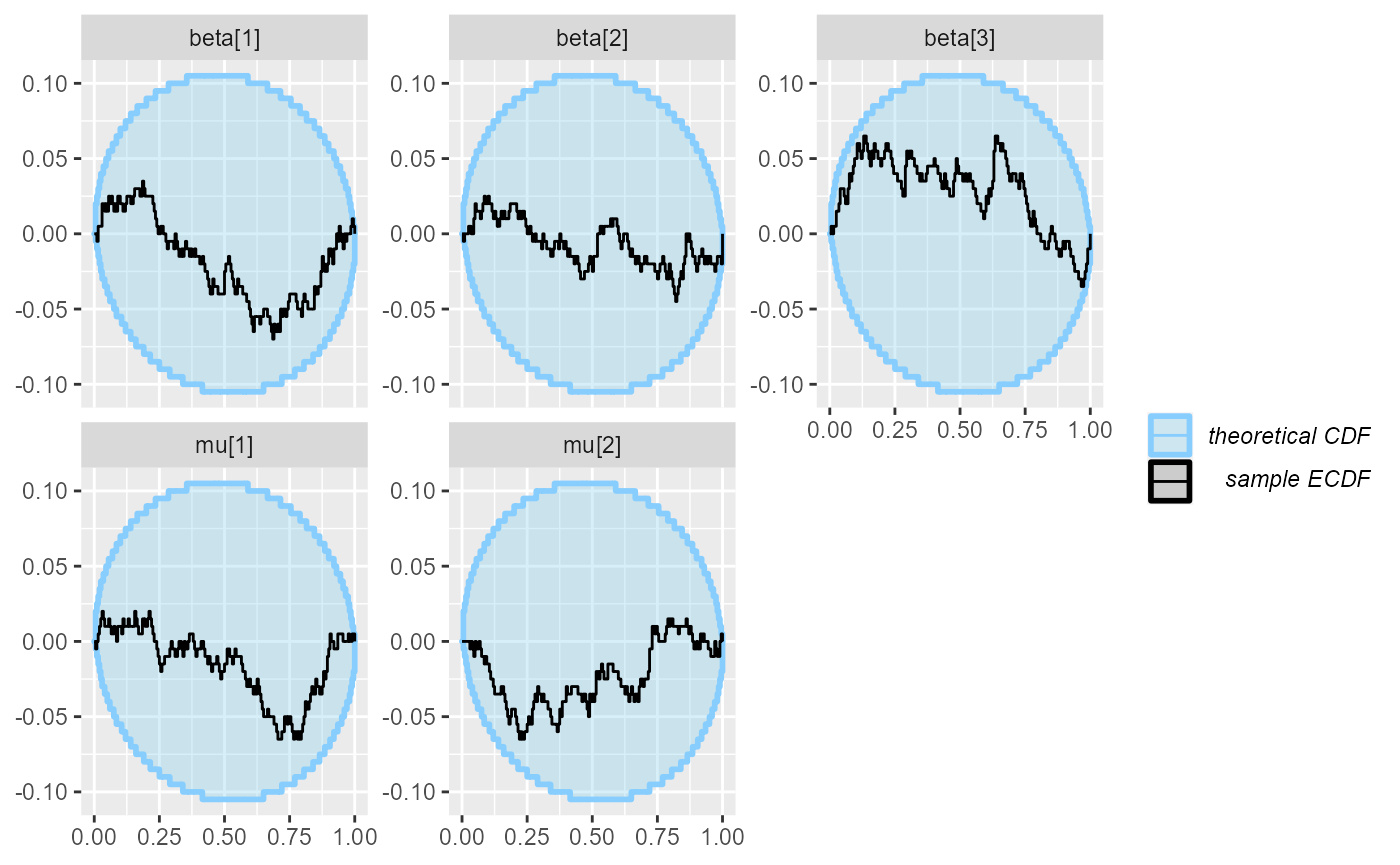 beta[1] beta[2] beta[3]
0.10 0.10 0.10
0.05 0.05 0.05
0.00 0.00 0.00
-0.05 -0.05 -0.05
-0.10 -0.10 -0.10
0.00 0.25 0.50 0.75 1.00
theoretical CDF
sample ECDF
mu[1] mu[2]
0.10 0.10
0.05 0.05
0.00 0.00
-0.05 -0.05
-0.10 -0.10
0.00 0.25 0.50 0.75 1.00 0.00 0.25 0.50 0.75 1.00